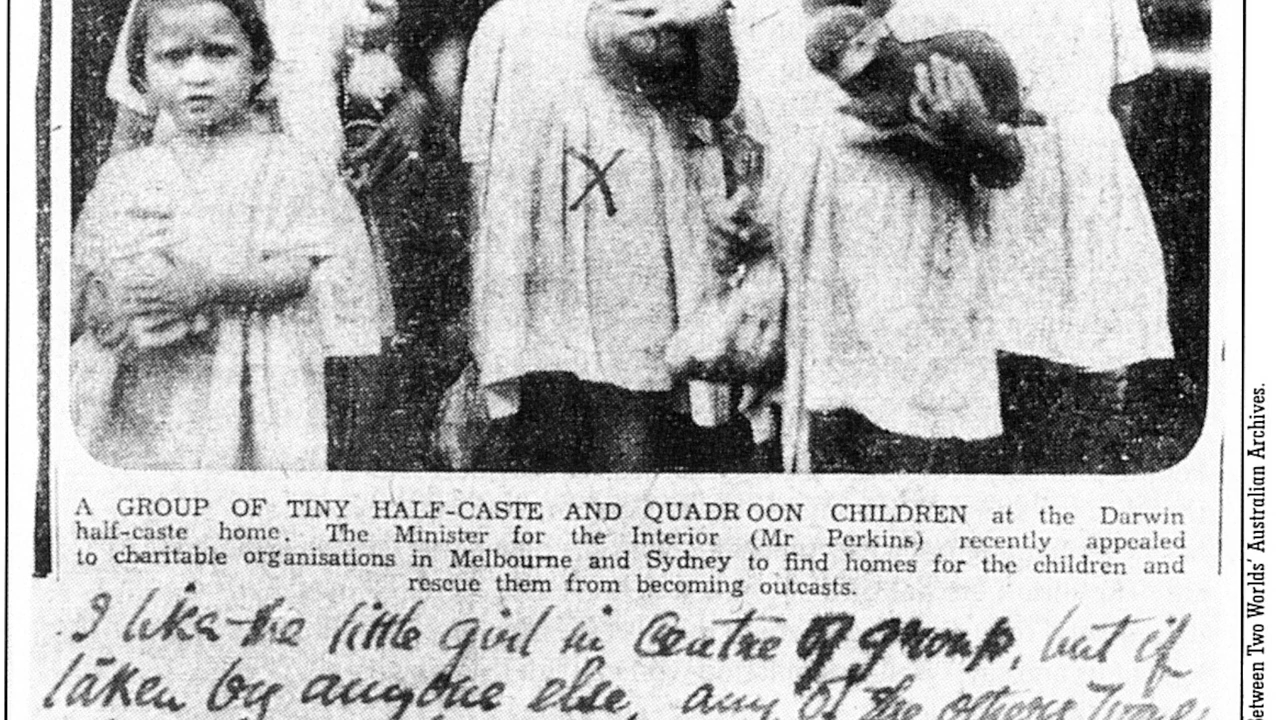 X
A GROUP OF TINY HALF-CASTE AND QUADROON CHILDREN at the Darwin
half-caste home. The Minister for the Interior (Mr Perkins) recently appealed
to charitable organisations in Melbourne and Sydney to find homes for the children and
rescue them from becoming outcasts.
I like the little girl in Centre of group, but if
taken by anyone else, any of the others
etween Two Worlds' Australian Archives.